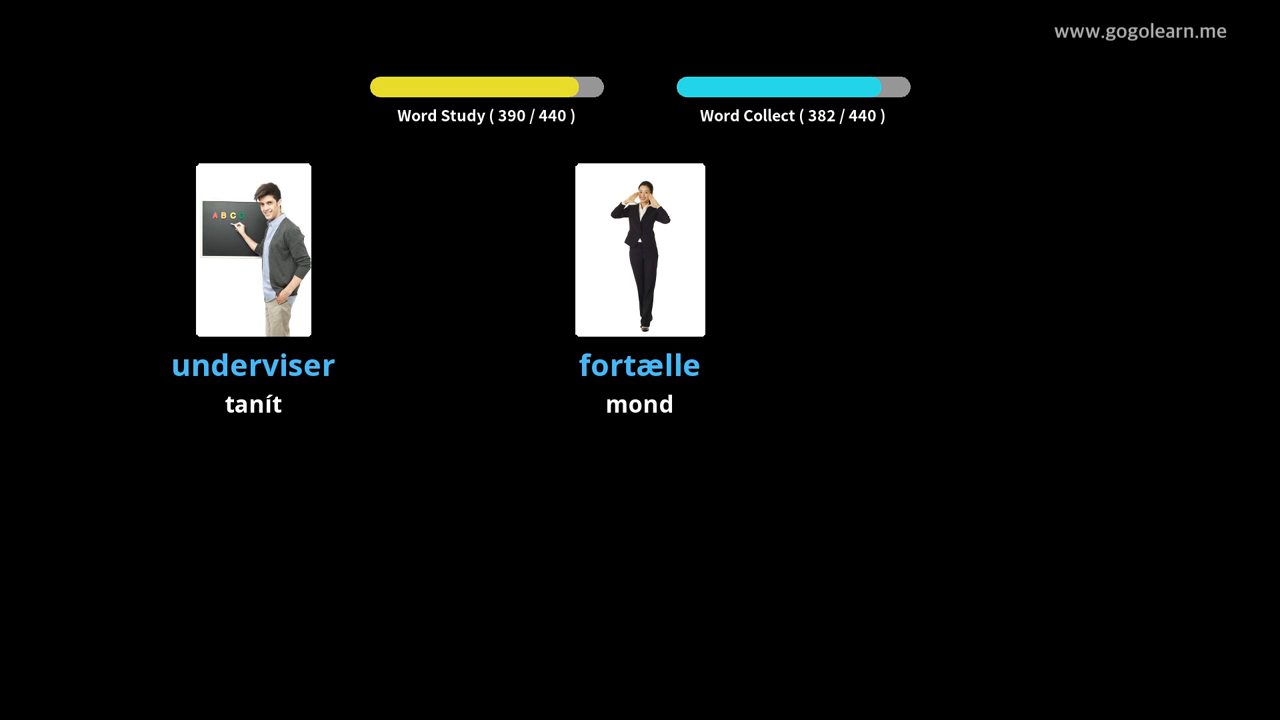 www.gogolearn.me
Word Study ( 390 / 440 )
Word Collect ( 382 / 440 )
A B C D
underviser
fortælle
tanít
mond